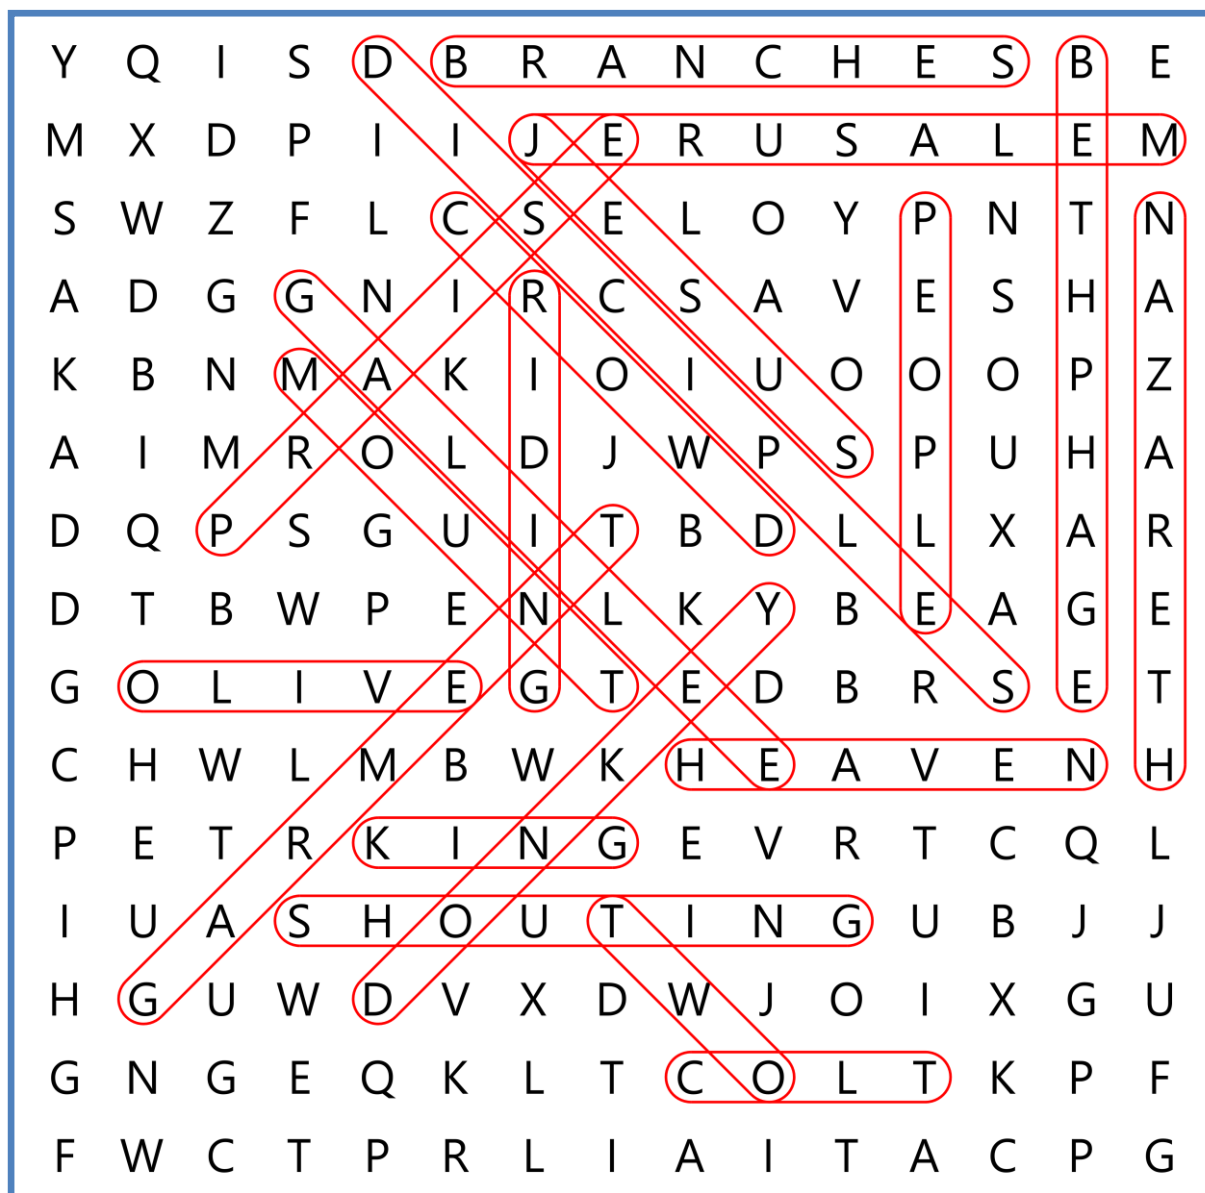 Y Q I S D B R A N C H E S B E
M X D P I I J E R U S A L E M
S W Z F L C S E L O Y P N T N
A D G G N I R C S A V E S H A
K B N M A K I O I U O O O P Z
A I M R O L D J W P S P U H A
D Q P S G U I T B D L L X A R
D T B W P E N L K Y B E A G E
G O L I V E G T E D B R S E T
C H W L M B W K H E A V E N H
P E T R K I N G E V R T C Q L
I U A S H O U T I N G U B J J
H G U W D V X D W J O I X G U
G N G E Q K L T C O L T K P F
F W C T P R L I A I T A C P G